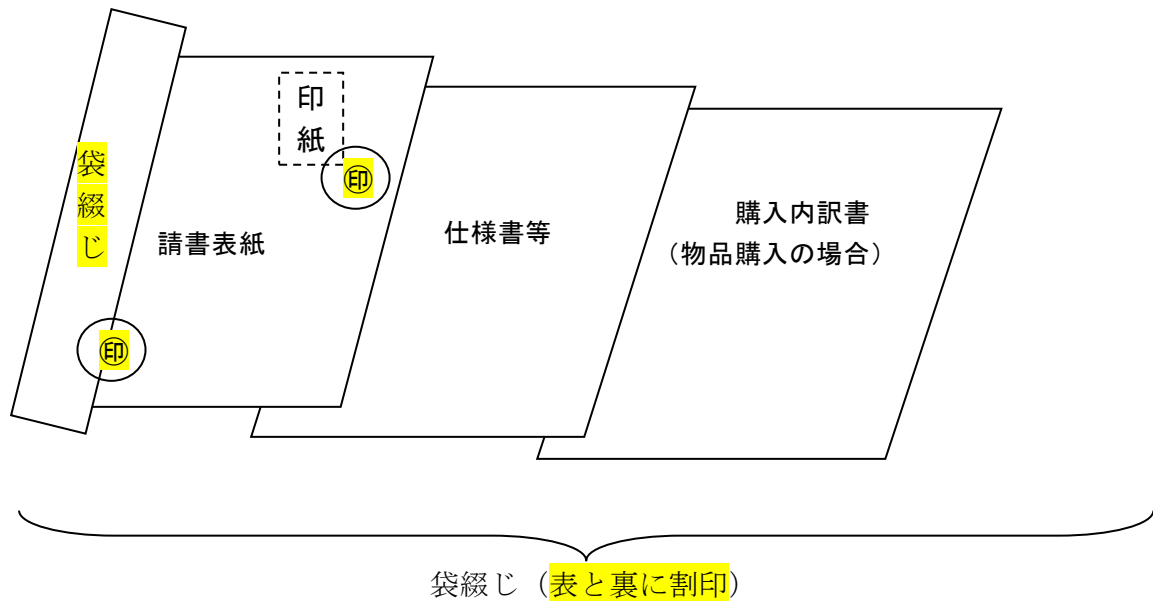 印
紙
㊞
袋
綴
じ
請書表紙
仕様書等
購入内訳書
（物品購入の場合）
㊞
袋綴じ（表と裏に割印）